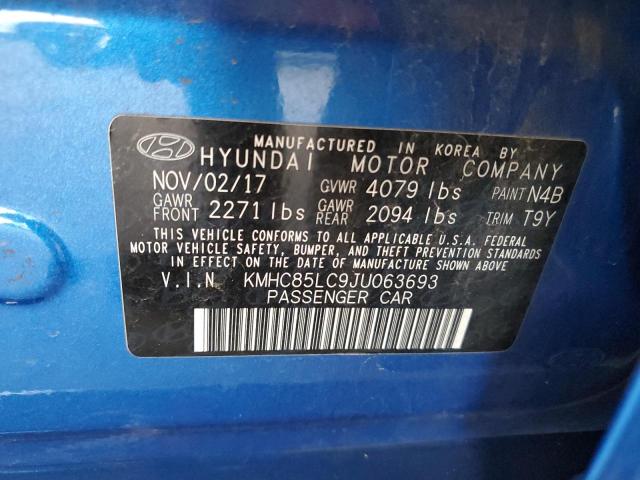 MANUFACTURED IN KOREA BY
HYUNDAI MOTOR COMPANY
NOV/02/17 GVWR 4079 lbs PAINT N4B
GAWR FRONT 2271 lbs GAWR REAR 2094 lbs TRIM T9Y
THIS VEHICLE CONFORMS TO ALL APPLICABLE U.S.A. FEDERAL
MOTOR VEHICLE SAFETY, BUMPER, AND THEFT PREVENTION STANDARDS
IN EFFECT ON THE DATE OF MANUFACTURE SHOWN ABOVE
V.I.N KMHC85LC9JU063693
PASSENGER CAR